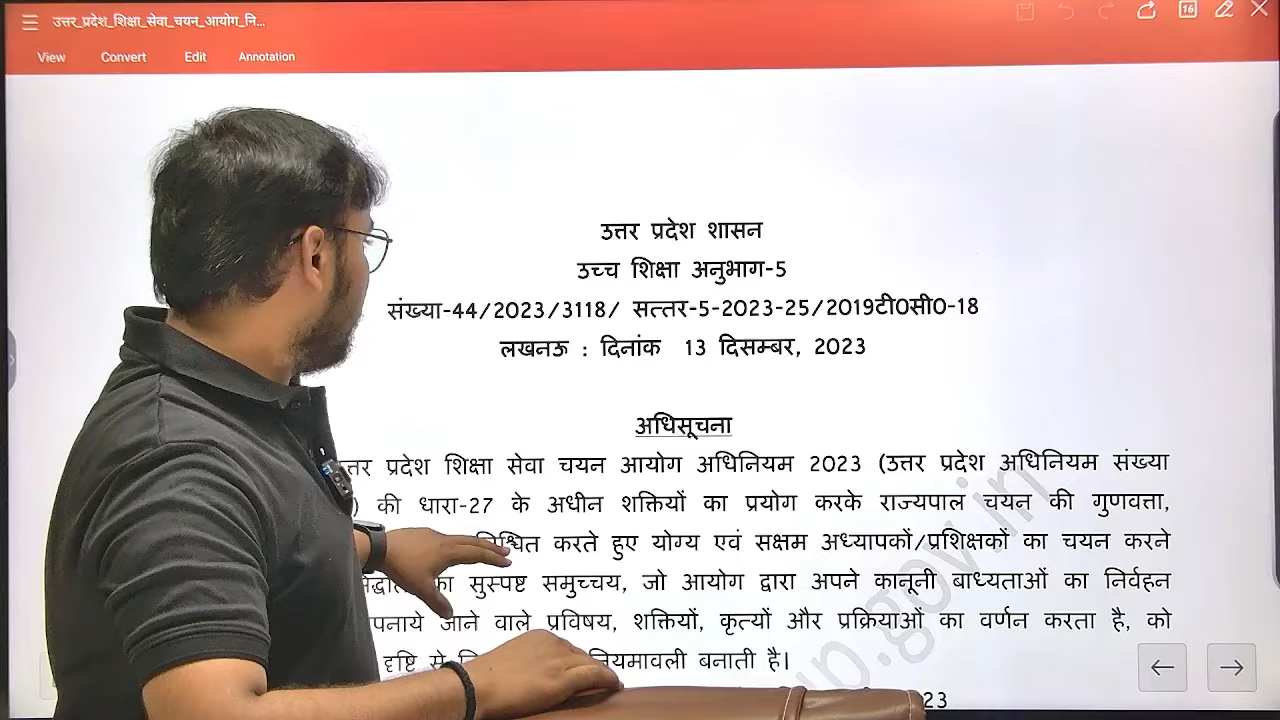 उत्तर_प्रदेश_शिक्षा_सेवा_चयन_आयोग_नि...
16
View Convert Edit Annotation
उत्तर प्रदेश शासन
उच्च शिक्षा अनुभाग-5
संख्या-44/2023/3118/ सत्तर-5-2023-25/2019टी0सी0-18
लखनऊ : दिनांक 13 दिसम्बर, 2023
अधिसूचना
त्तर प्रदेश शिक्षा सेवा चयन आयोग अधिनियम 2023 (उत्तर प्रदेश अधिनियम संख्या
) की धारा-27 के अधीन शक्तियों का प्रयोग करके राज्यपाल चयन की गुणवत्ता,
करते हुए योग्य एवं सक्षम अध्यापकों/प्रशिक्षकों का चयन करने
का सुस्पष्ट समुच्चय, जो आयोग द्वारा अपने कानूनी बाध्यताओं का निर्वहन
पनाये जाने वाले प्रविषय, शक्तियों, कृत्यों और प्रक्रियाओं का वर्णन करता है, को
दृष्टि से नियमावली बनाती है।
23
up.gov.in